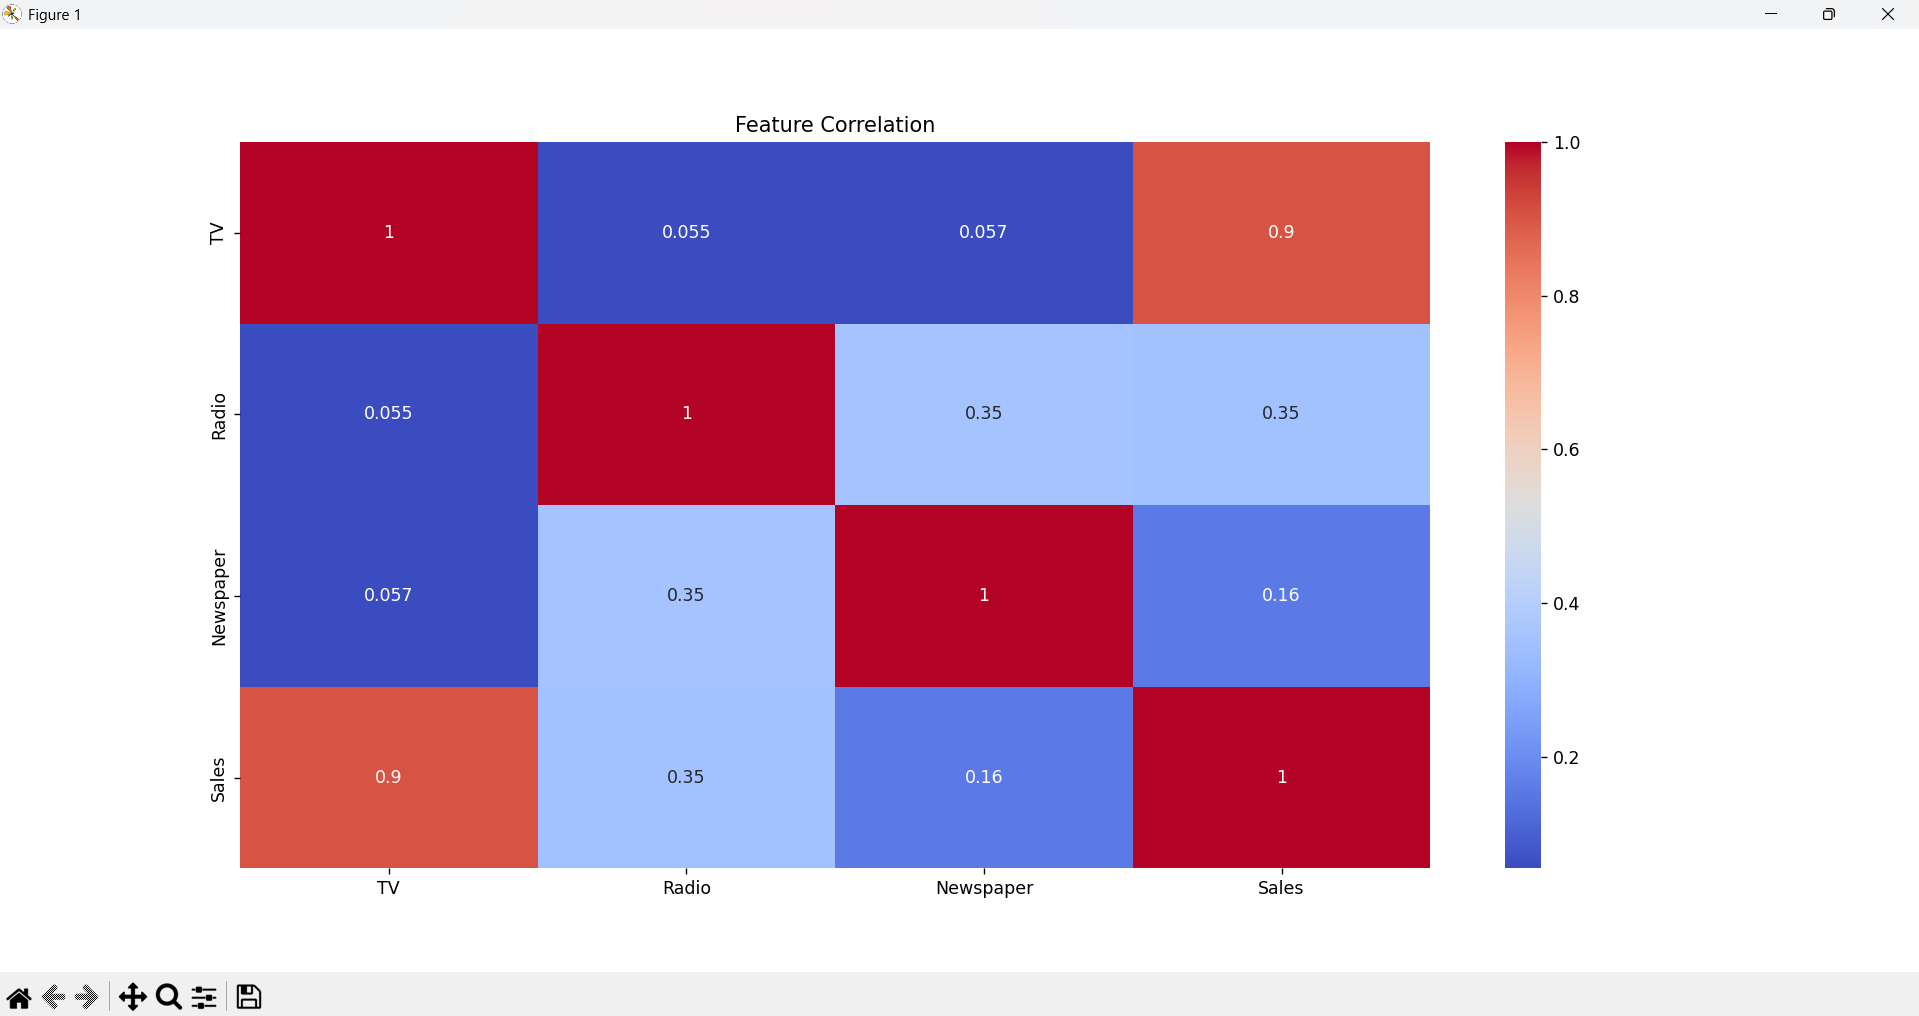 Figure 1
Feature Correlation
TV 1 0.055 0.057 0.9
Radio 0.055 1 0.35 0.35
Newspaper 0.057 0.35 1 0.16
Sales 0.9 0.35 0.16 1
TV Radio Newspaper Sales
1.0
0.8
0.6
0.4
0.2